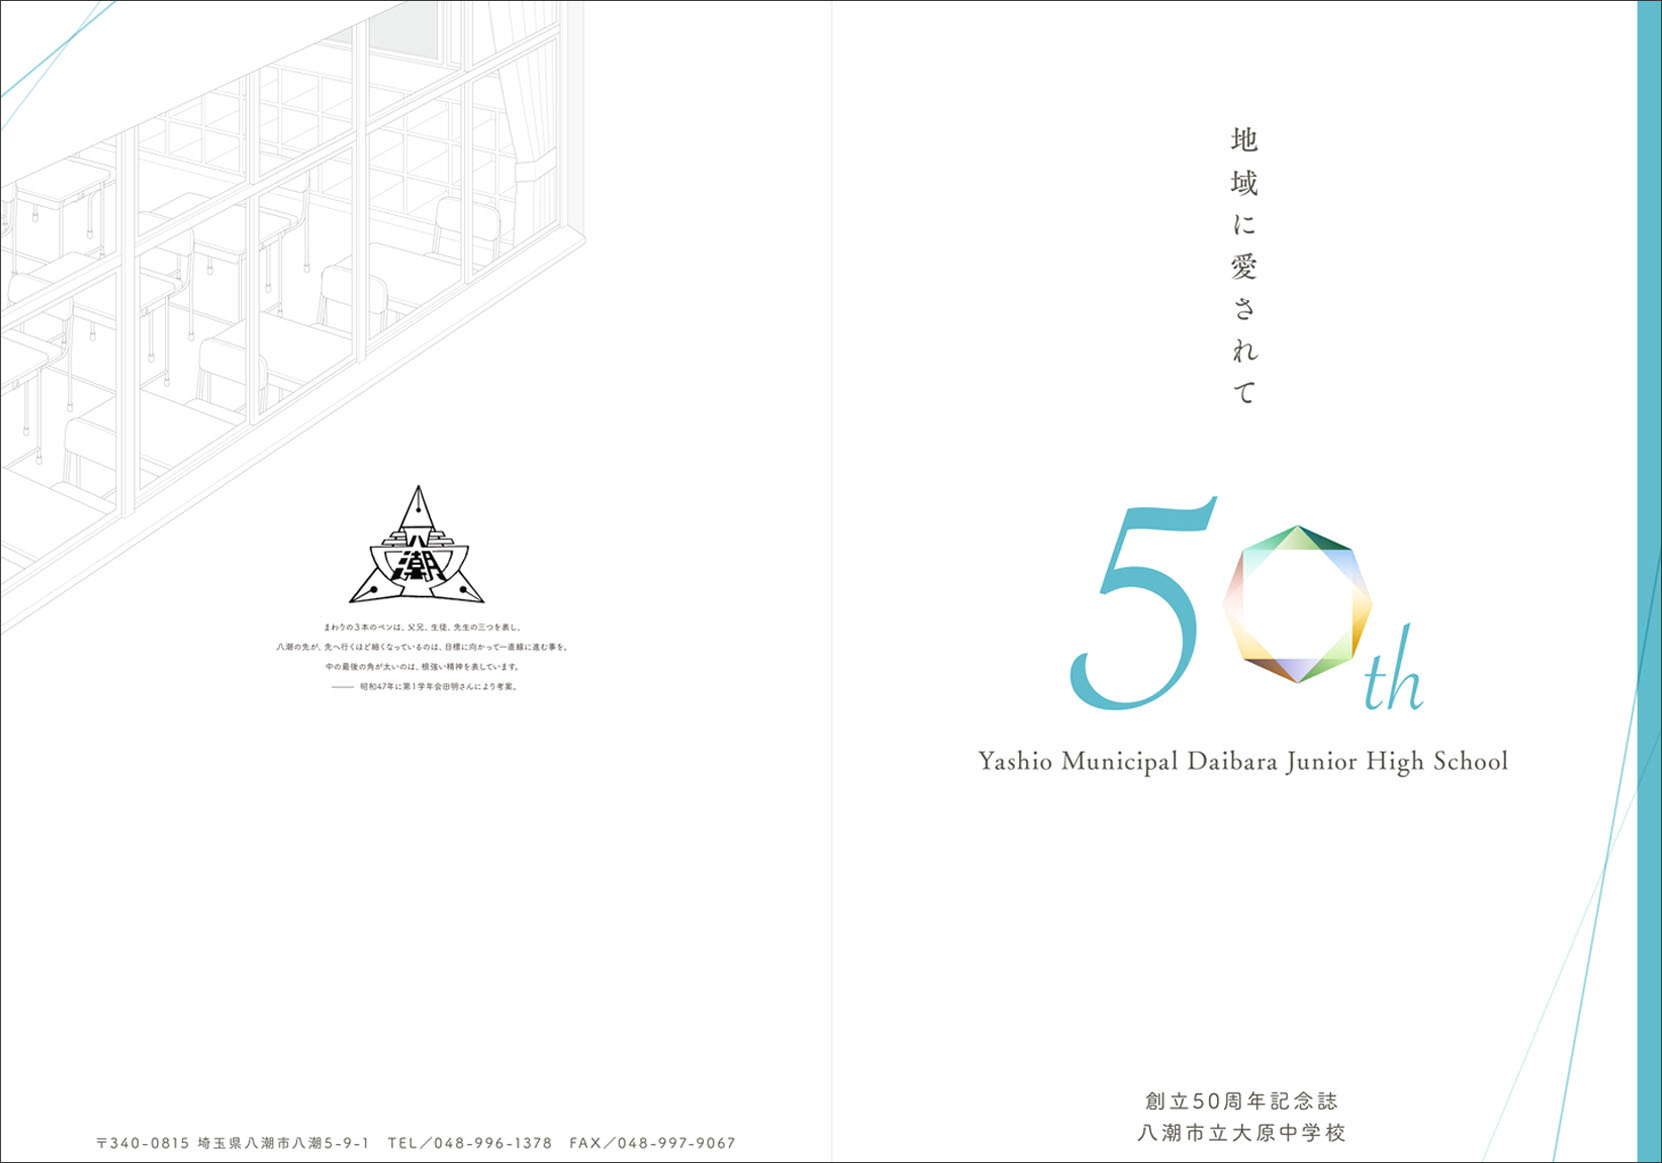 地域に愛されて
50th
Yashio Municipal Daibara Junior High School
創立50周年記念誌
八潮市立大原中学校
八潮
まわりの3本のペンは、父兄、生徒、先生の三つを表し、
八潮の先が、先へ行くほど細くなっているのは、目標に向かって一直線に進む事を。
中の最後の角が太いのは、根強い精神を表しています。
―― 昭和47年に第1学年会田明さんにより考案。
〒340-0815 埼玉県八潮市八潮5-9-1 TEL／048-996-1378 FAX／048-997-9067